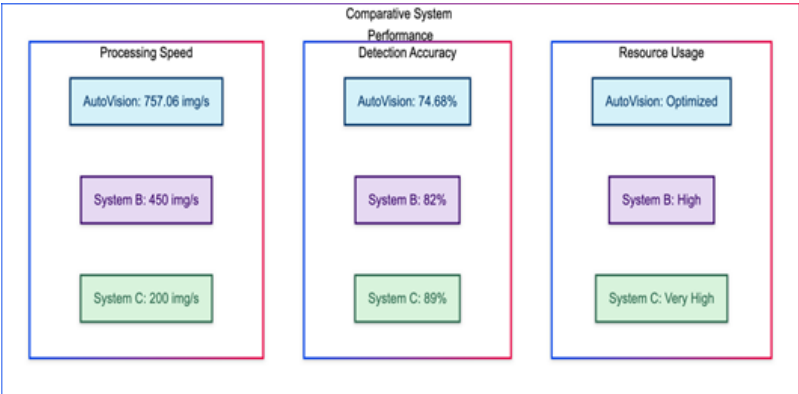 Comparative System
Performance
Processing Speed
AutoVision: 757.06 img/s
System B: 450 img/s
System C: 200 img/s
Detection Accuracy
AutoVision: 74.68%
System B: 82%
System C: 89%
Resource Usage
AutoVision: Optimized
System B: High
System C: Very High